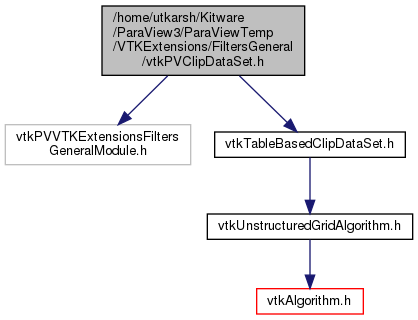 /home/utkarsh/Kitware
/ParaView3/ParaViewTemp
/VTKExtensions/FiltersGeneral
/vtkPVClipDataSet.h
vtkPVVTKExtensionsFilters
GeneralModule.h
vtkTableBasedClipDataSet.h
vtkUnstructuredGridAlgorithm.h
vtkAlgorithm.h